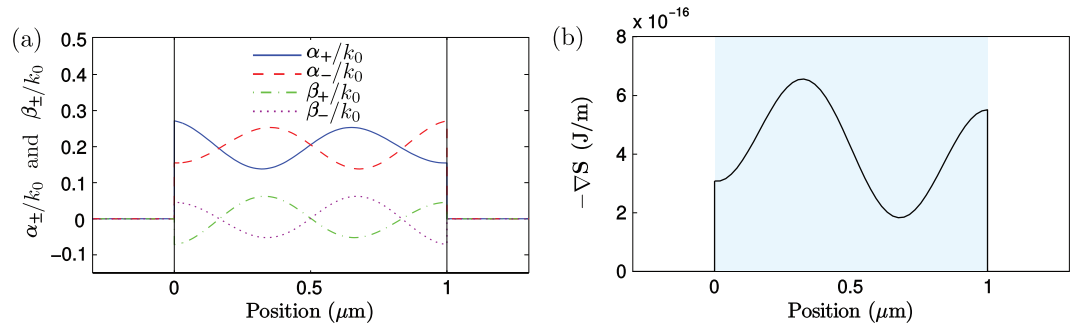 (a)
α± /k0 and β± /k0
0.5
0.4
0.3
0.2
0.1
0
−0.1
α+/k0
α−/k0
β+/k0
β−/k0
0
0.5
1
Position (μm)
(b)
x 10^−16
−∇S (J/m)
8
6
4
2
0
0
0.5
1
Position (μm)